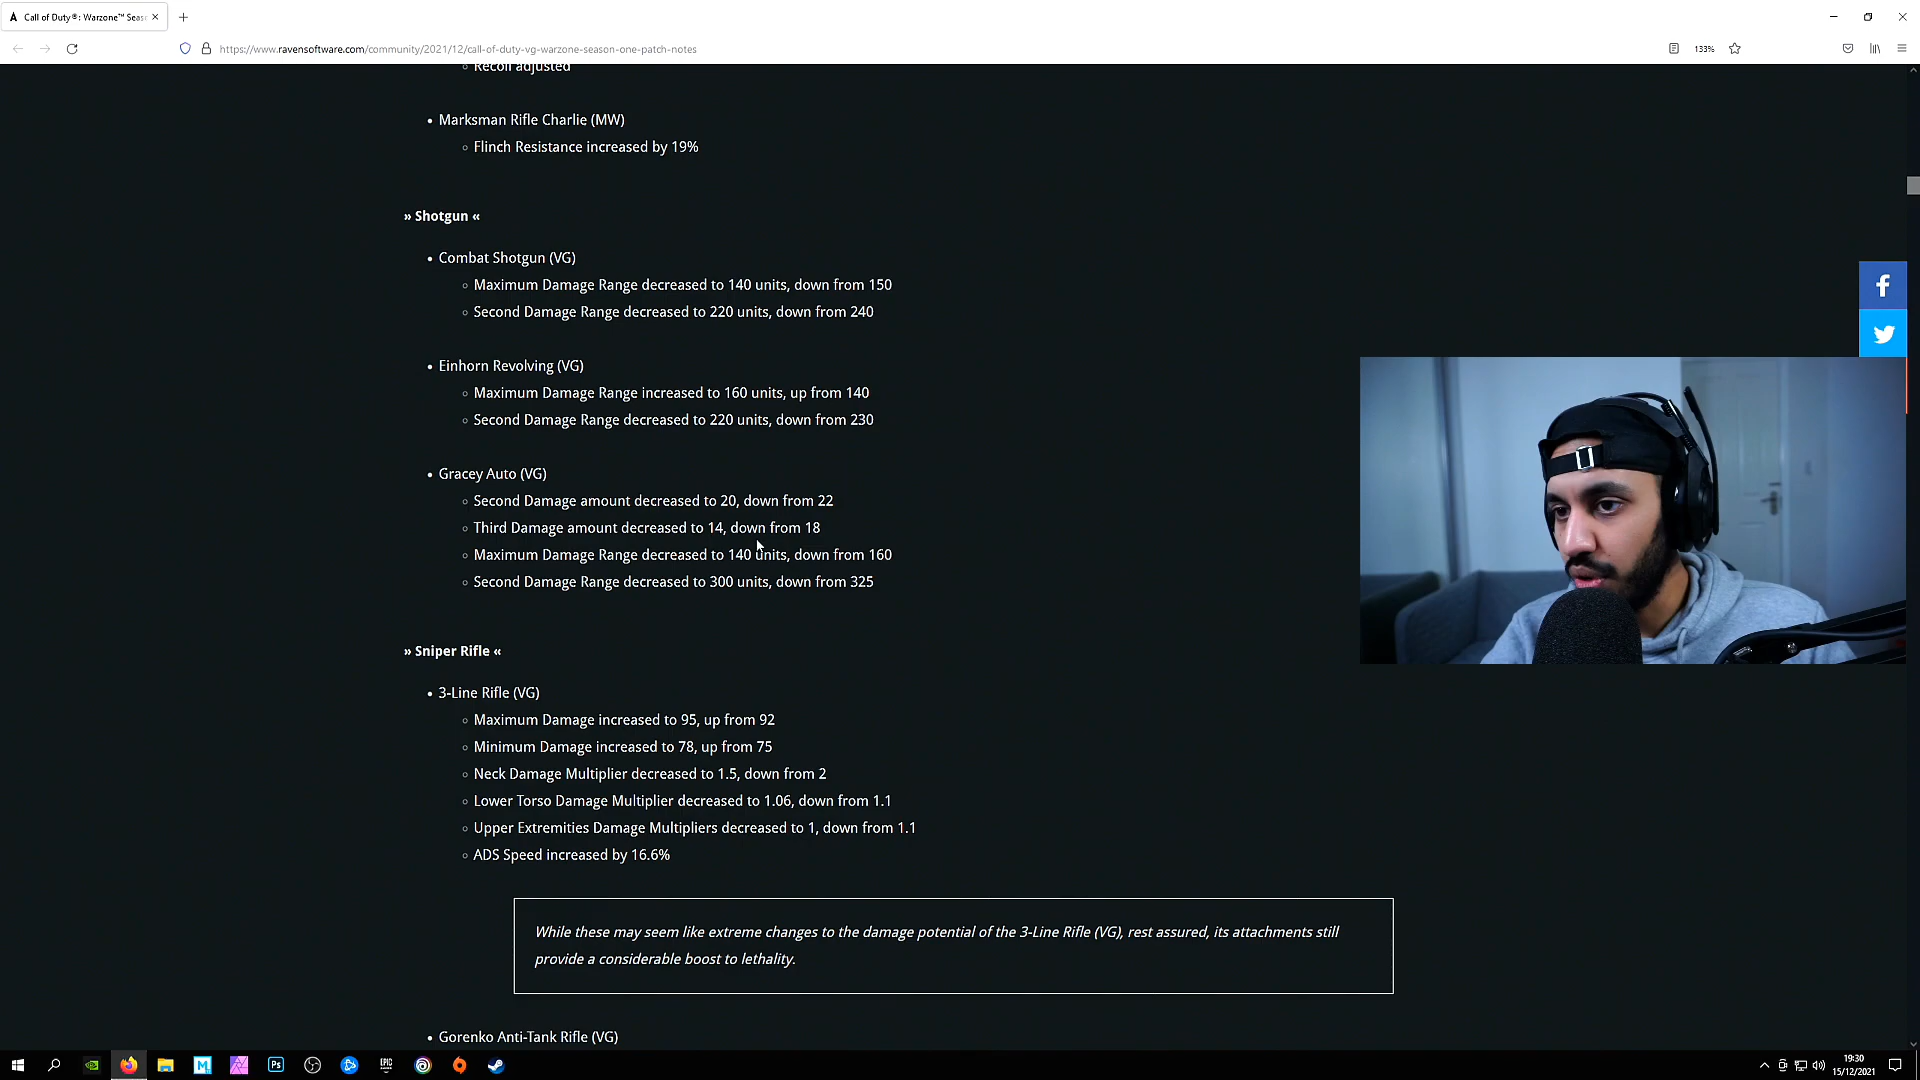 Call of Duty®: Warzone™ Seas
https://www.ravensoftware.com/community/2021/12/call-of-duty-vg-warzone-season-one-patch-notes
133%
Recoil adjusted
Marksman Rifle Charlie (MW)
Flinch Resistance increased by 19%
» Shotgun «
Combat Shotgun (VG)
Maximum Damage Range decreased to 140 units, down from 150
Second Damage Range decreased to 220 units, down from 240
Einhorn Revolving (VG)
Maximum Damage Range increased to 160 units, up from 140
Second Damage Range decreased to 220 units, down from 230
Gracey Auto (VG)
Second Damage amount decreased to 20, down from 22
Third Damage amount decreased to 14, down from 18
Maximum Damage Range decreased to 140 units, down from 160
Second Damage Range decreased to 300 units, down from 325
» Sniper Rifle «
3-Line Rifle (VG)
Maximum Damage increased to 95, up from 92
Minimum Damage increased to 78, up from 75
Neck Damage Multiplier decreased to 1.5, down from 2
Lower Torso Damage Multiplier decreased to 1.06, down from 1.1
Upper Extremities Damage Multipliers decreased to 1, down from 1.1
ADS Speed increased by 16.6%
While these may seem like extreme changes to the damage potential of the 3-Line Rifle (VG), rest assured, its attachments still
provide a considerable boost to lethality.
Gorenko Anti-Tank Rifle (VG)
Ps
EPIC
19:30
15/12/2021